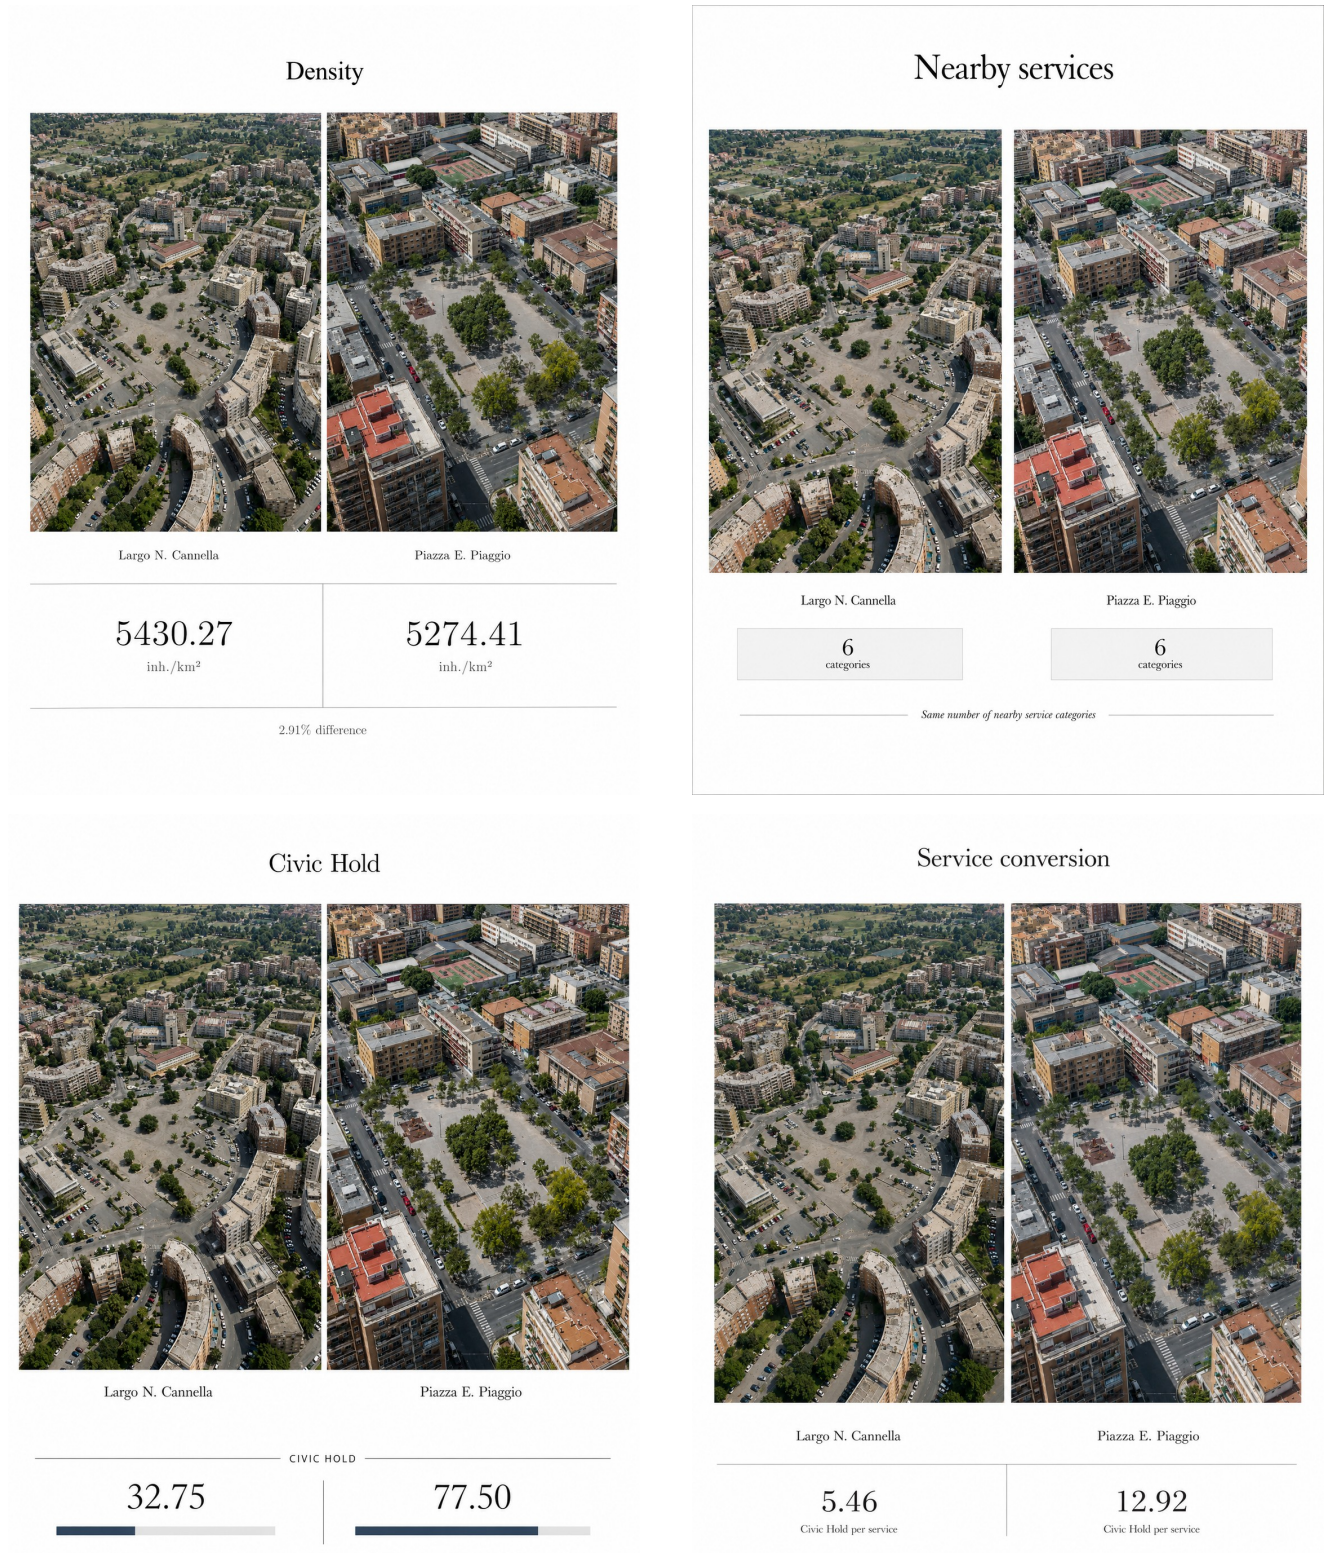 Density
Largo N. Cannella
Piazza E. Piaggio
5430.27
inh./km²
5274.41
inh./km²
2.91% difference
Nearby services
Largo N. Cannella
Piazza E. Piaggio
6
categories
6
categories
Same number of nearby service categories
Civic Hold
Largo N. Cannella
Piazza E. Piaggio
CIVIC HOLD
32.75
77.50
Service conversion
Largo N. Cannella
Piazza E. Piaggio
5.46
Civic Hold per service
12.92
Civic Hold per service